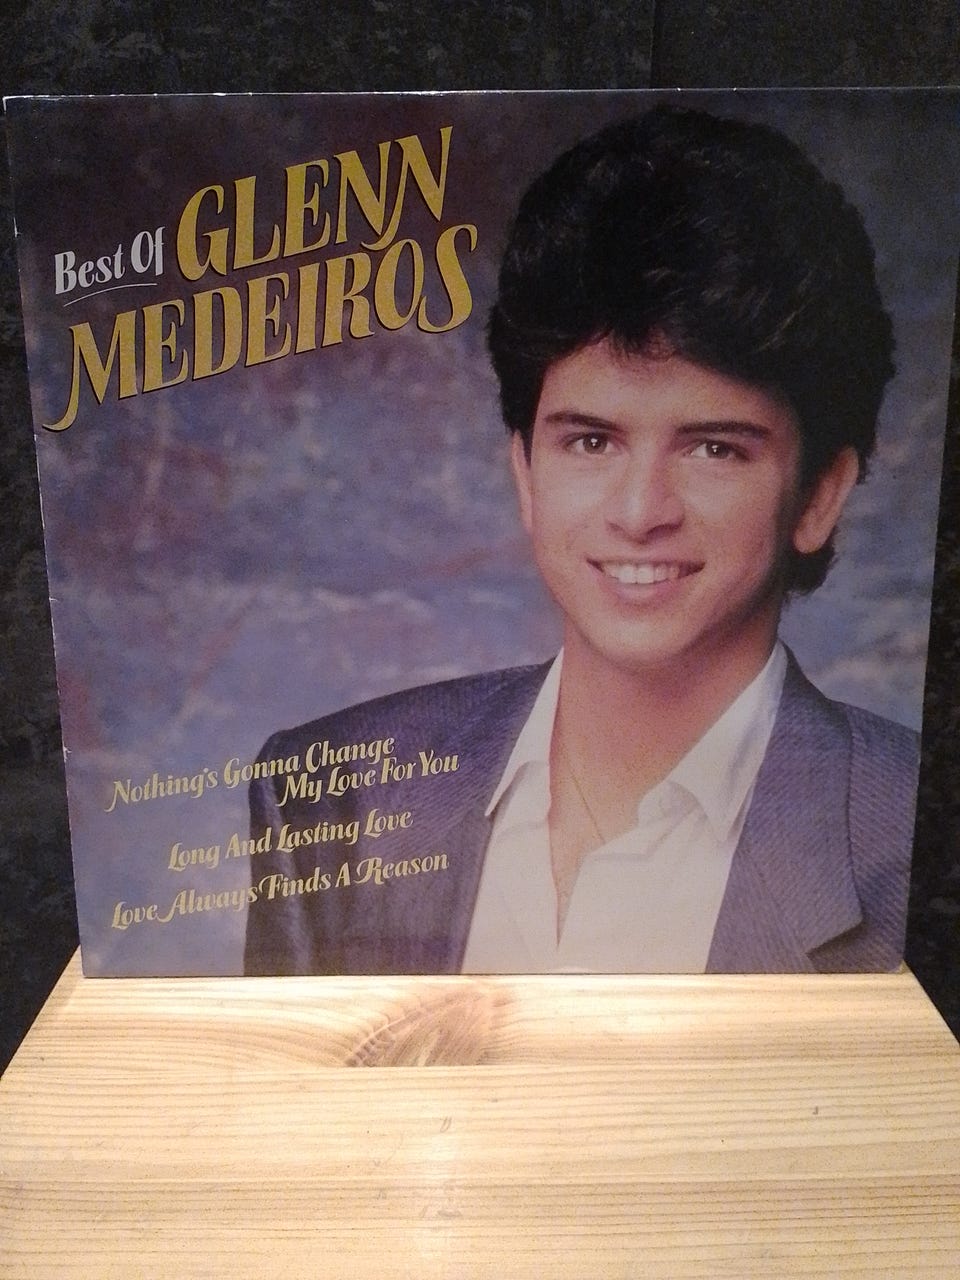 Best Of GLENN
MEDEIROS
Nothing's Gonna Change
My Love For You
Long And Lasting Love
Love Always Finds A Reason